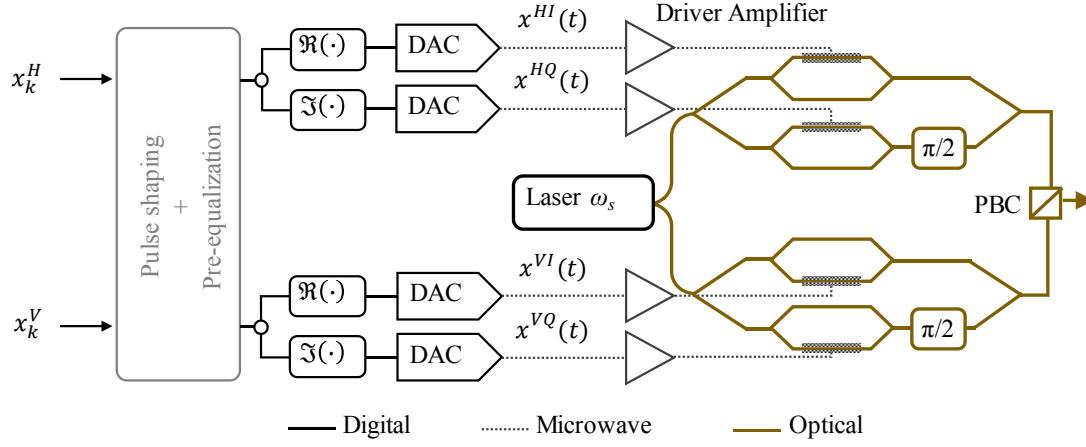 Driver Amplifier
x_k^H
Pulse shaping
+
Pre-equalization
ℜ(·)
DAC
x^{HI}(t)
ℑ(·)
DAC
x^{HQ}(t)
π/2
Laser ω_s
PBC
x_k^V
ℜ(·)
DAC
x^{VI}(t)
ℑ(·)
DAC
x^{VQ}(t)
π/2
Digital
Microwave
Optical